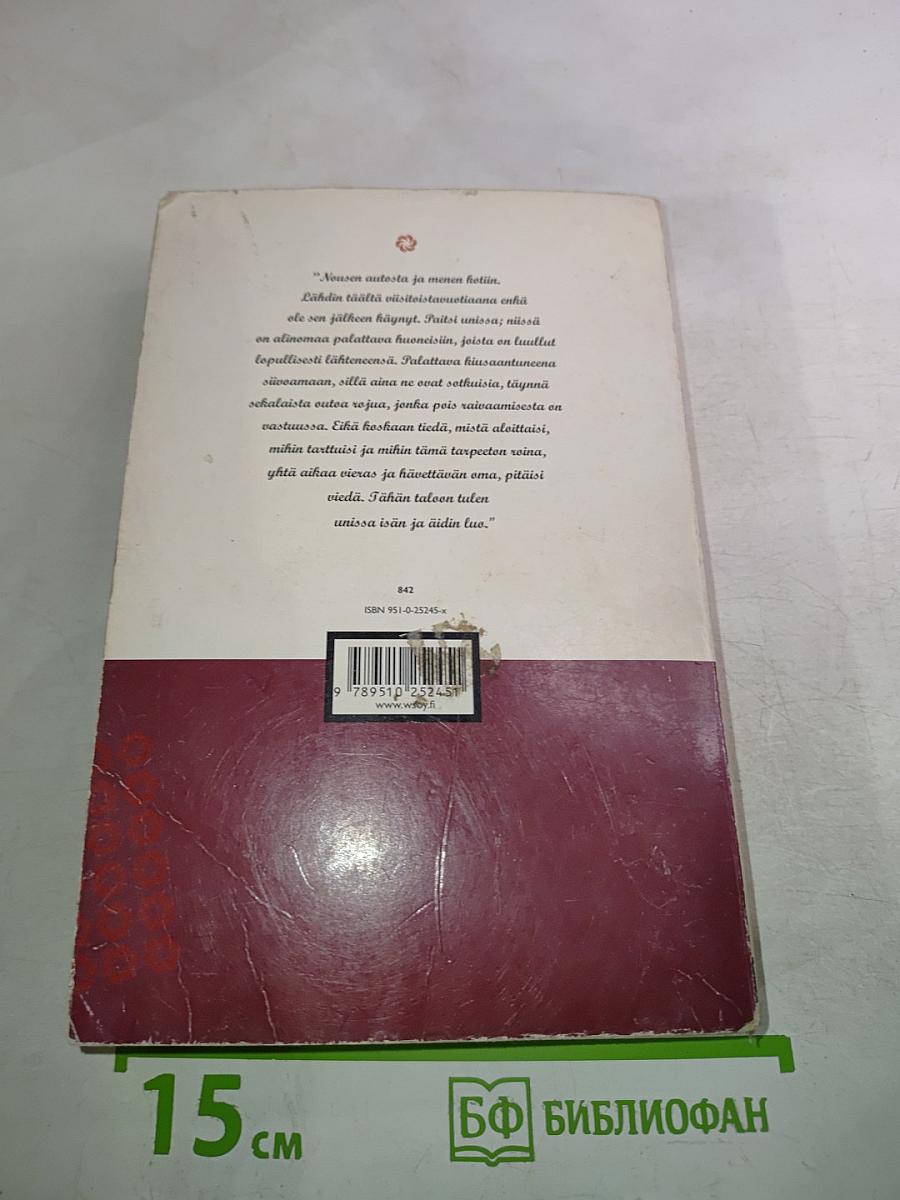 "Nousen autosta ja menen kotiin.
Lähdin täältä viisitoistavuotiaana enkä
ole sen jälkeen käynyt. Paitsi unissa; niissä
on alinomaa palattava huoneisiin, joista on luullut
lopullisesti lähteneensä. Palattava kiusaantuneena
siivoamaan, sillä aina ne ovat sotkuisia, täynnä
sekalaista outoa rojua, jonka pois raivaamisesta on
vastuussa. Eikä koskaan tiedä, mistä aloittaisi,
mihin tarttuisi ja mihin tämä tarpeeton roina,
yhtä aikaa vieras ja hävettävän oma, pitäisi
viedä. Tähän taloon tulen
unissa isän ja äidin luo."
842
ISBN 951-0-25245-x
9 789510 252451
www.wsoy.fi
15 см
БФ БИБЛИОФАН